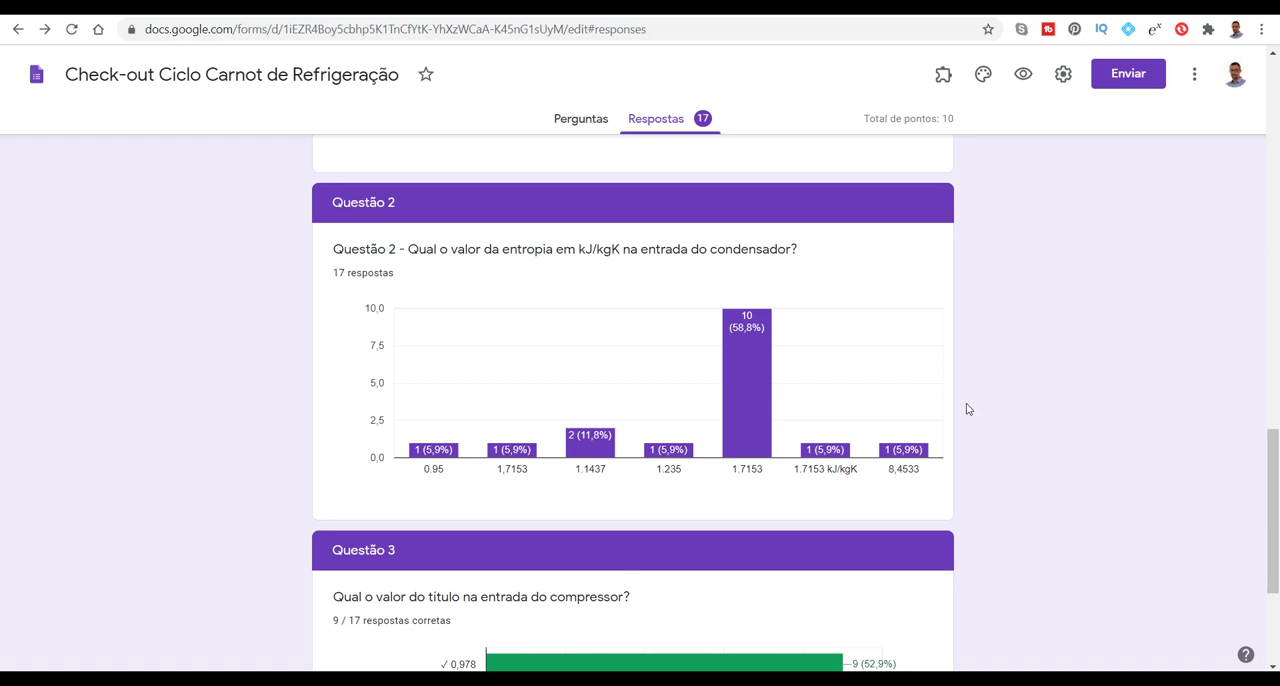 docs.google.com/forms/d/1iEZR4Boy5cbhp5K1TnCfYtK-YhXzWCaA-K45nG1sUyM/edit#responses
IQ
eˣ
Check-out Ciclo Carnot de Refrigeração
Enviar
Perguntas
Respostas 17
Total de pontos: 10
Questão 2
Questão 2 - Qual o valor da entropia em kJ/kgK na entrada do condensador?
17 respostas
10,0
7,5
5,0
2,5
0,0
1 (5,9%)
1 (5,9%)
2 (11,8%)
1 (5,9%)
10
(58,8%)
1 (5,9%)
1 (5,9%)
0.95
1,7153
1.1437
1.235
1.7153
1.7153 kJ/kgK
8,4533
Questão 3
Qual o valor do título na entrada do compressor?
9 / 17 respostas corretas
✓ 0,978
9 (52,9%)